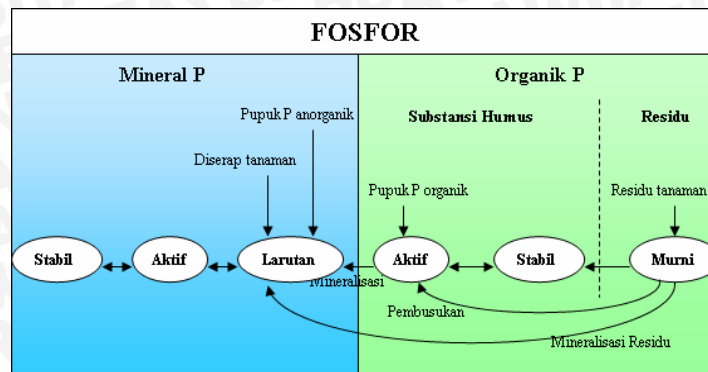 FOSFOR
Mineral P
Organik P
Pupuk P anorganik
Substansi Humus
Residu
Diserap tanaman
Pupuk P organik
Residu tanaman
Stabil
Aktif
Larutan
Aktif
Stabil
Murni
Mineralisasi
Pembusukan
Mineralisasi Residu